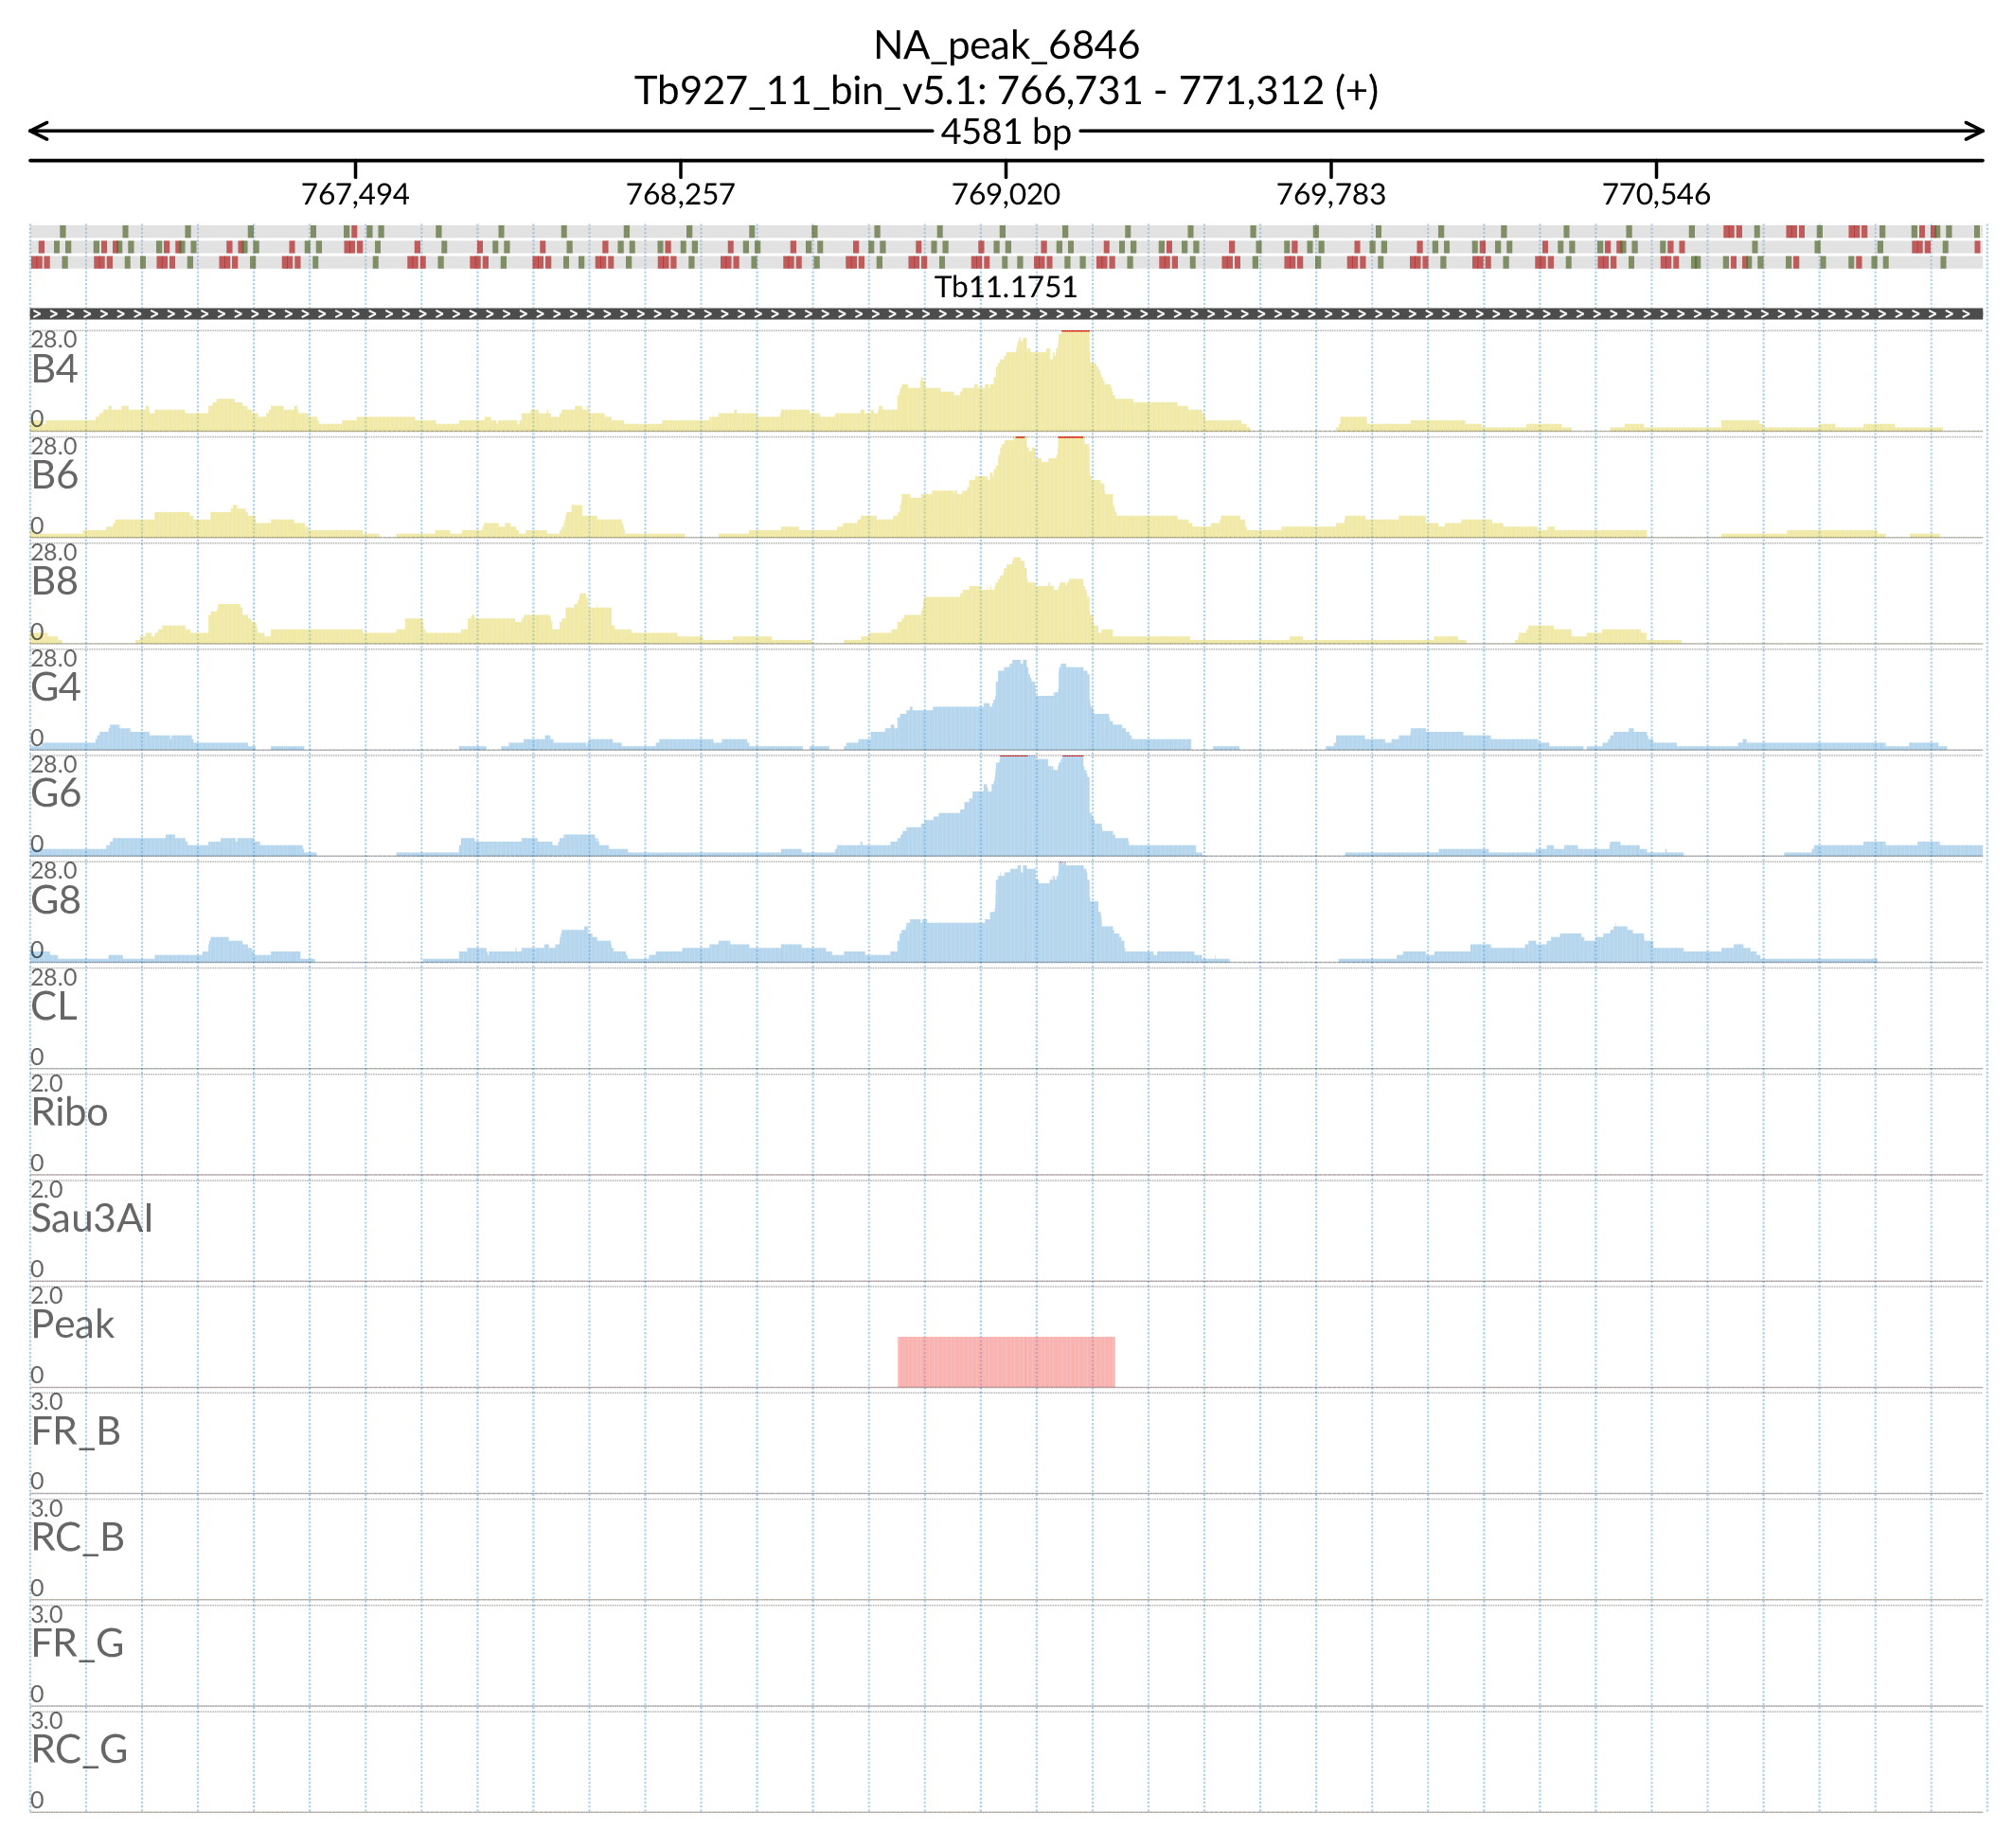 NA_peak_6846
Tb927_11_bin_v5.1: 766,731 - 771,312 (+)
4581 bp
767,494 768,257 769,020 769,783 770,546
Tb11.1751
28.0
B4
0
28.0
B6
0
28.0
B8
0
28.0
G4
0
28.0
G6
0
28.0
G8
0
28.0
CL
0
2.0
Ribo
0
2.0
Sau3AI
0
2.0
Peak
0
3.0
FR_B
0
3.0
RC_B
0
3.0
FR_G
0
3.0
RC_G
0